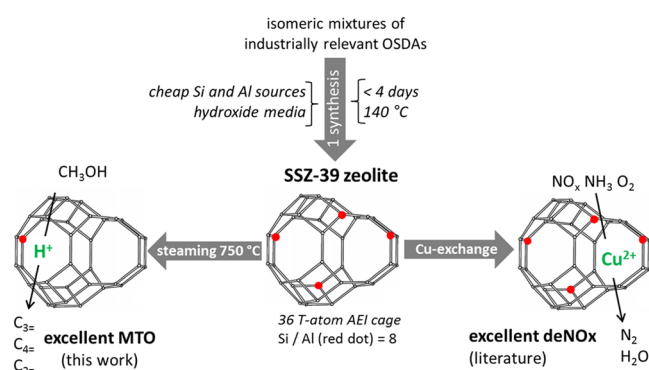 isomeric mixtures of
industrially relevant OSDAs
cheap Si and Al sources
hydroxide media
1 synthesis
< 4 days
140 °C
SSZ-39 zeolite
CH₃OH
H⁺
steaming 750 °C
Cu-exchange
NOₓ NH₃ O₂
Cu²⁺
36 T-atom AEI cage
Si / Al (red dot) = 8
C₃₌
C₄₌
excellent MTO
(this work)
excellent deNOx
(literature)
N₂
H₂O